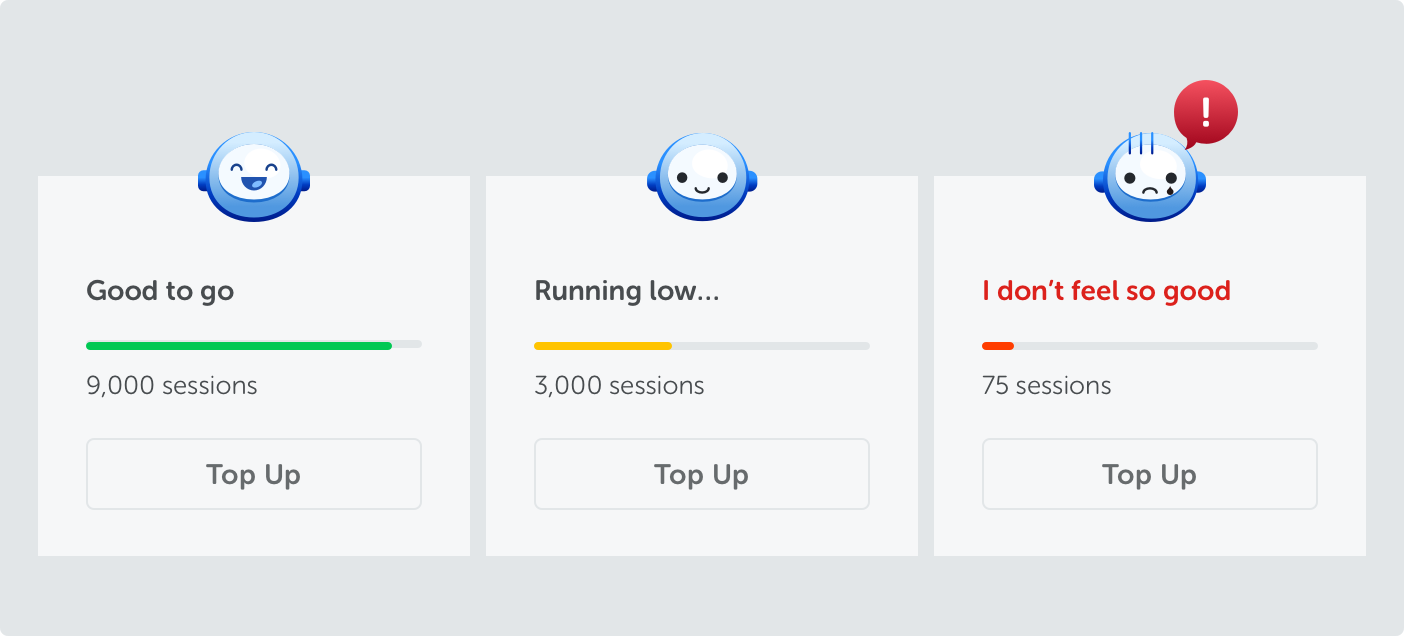 !
Good to go
9,000 sessions
Top Up
Running low…
3,000 sessions
Top Up
I don’t feel so good
75 sessions
Top Up